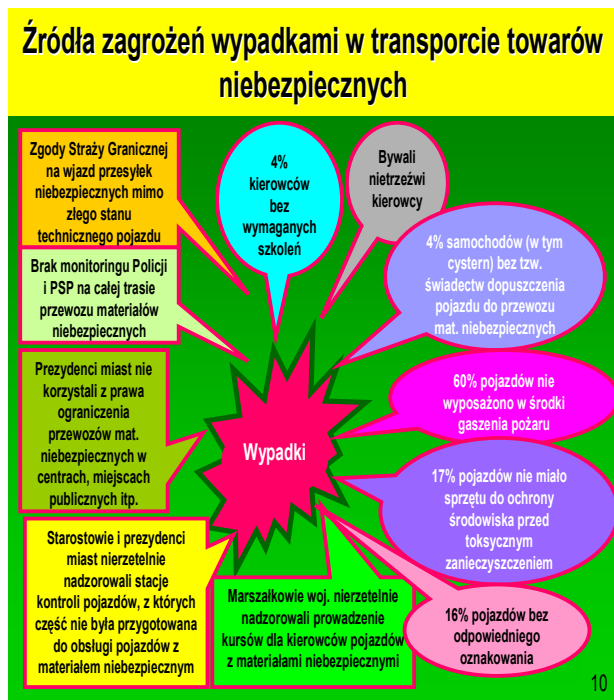 Źródła zagrożeń wypadkami w transporcie towarów
niebezpiecznych
Zgody Straży Granicznej
na wjazd przesyłek
niebezpiecznych mimo
złego stanu
technicznego pojazdu
4%
kierowców
bez
wymaganych
szkoleń
Bywali
nietrzeźwi
kierowcy
4% samochodów (w tym
cystern) bez tzw.
świadectw dopuszczenia
pojazdu do przewozu
mat. niebezpiecznych
Brak monitoringu Policji
i PSP na całej trasie
przewozu materiałów
niebezpiecznych
Prezydenci miast nie
korzystali z prawa
ograniczenia
przewozów mat.
niebezpiecznych w
centrach, miejscach
publicznych itp.
60% pojazdów nie
wyposażono w środki
gaszenia pożaru
Wypadki
17% pojazdów nie miało
sprzętu do ochrony
środowiska przed
toksycznym
zanieczyszczeniem
Starostowie i prezydenci
miast nierzetelnie
nadzorowali stacje
kontroli pojazdów, z których
część nie była przygotowana
do obsługi pojazdów z
materiałem niebezpiecznym
Marszałkowie woj. nierzetelnie
nadzorowali prowadzenie
kursów dla kierowców pojazdów
z materiałami niebezpiecznymi
16% pojazdów bez
odpowiedniego
oznakowania
10